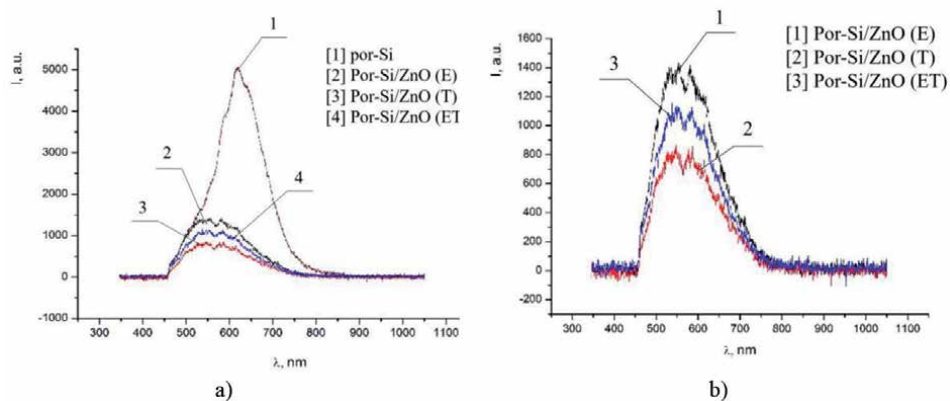 1
[1] por-Si
[2] Por-Si/ZnO (E)
[3] Por-Si/ZnO (T)
[4] Por-Si/ZnO (ET
2
3
4
I, a.u.
5000
4000
3000
2000
1000
0
-1000
300 400 500 600 700 800 900 1000 1100
λ, nm
a)
1
[1] Por-Si/ZnO (E)
[2] Por-Si/ZnO (T)
[3] Por-Si/ZnO (ET)
3
2
I, a.u.
1600
1400
1200
1000
800
600
400
200
0
-200
300 400 500 600 700 800 900 1000 1100
λ, nm
b)